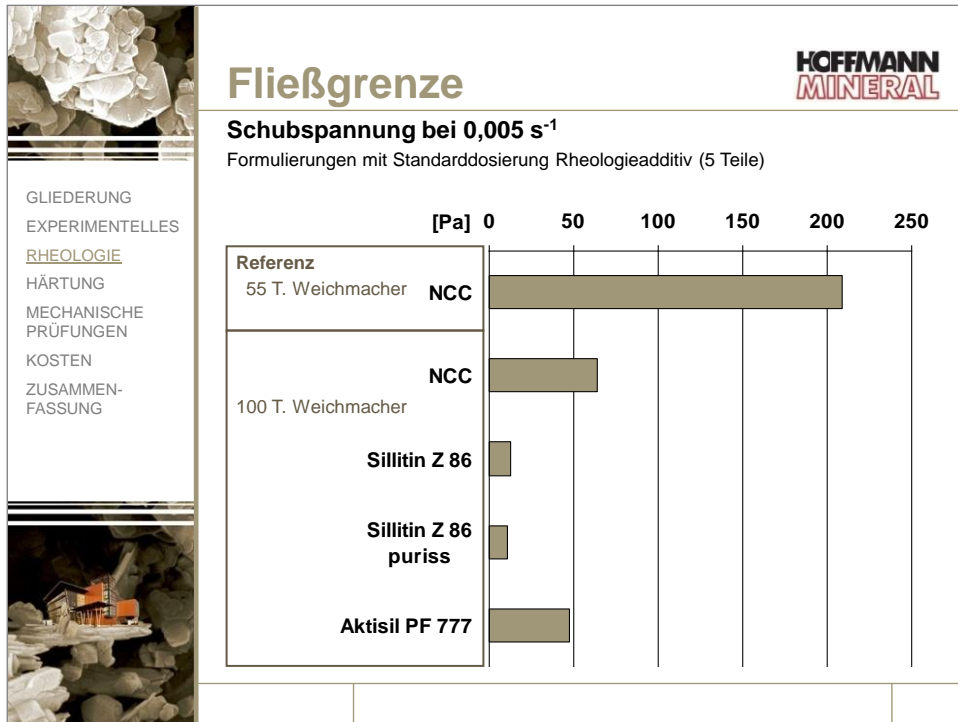 Fließgrenze
HOFFMANN
MINERAL
Schubspannung bei 0,005 s⁻¹
Formulierungen mit Standarddosierung Rheologieadditiv (5 Teile)
GLIEDERUNG
EXPERIMENTELLES
RHEOLOGIE
HÄRTUNG
MECHANISCHE
PRÜFUNGEN
KOSTEN
ZUSAMMEN-
FASSUNG
[Pa] 0 50 100 150 200 250
Referenz
55 T. Weichmacher NCC
NCC
100 T. Weichmacher
Sillitin Z 86
Sillitin Z 86
puriss
Aktisil PF 777